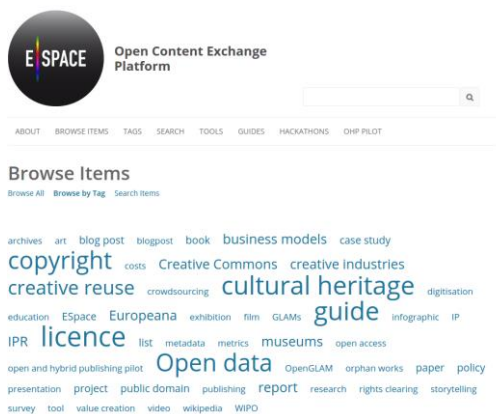 E SPACE
Open Content Exchange
Platform
ABOUT BROWSE ITEMS TAGS SEARCH TOOLS GUIDES HACKATHONS OHP PILOT
Browse Items
Browse All Browse by Tag Search Items
archives art blog post blogpost book business models case study
copyright costs Creative Commons creative industries
creative reuse crowdsourcing cultural heritage digitisation
education ESpace Europeana exhibition film GLAMs guide infographic IP
IPR licence list metadata metrics museums open access
open and hybrid publishing pilot Open data OpenGLAM orphan works paper policy
presentation project public domain publishing report research rights clearing storytelling
survey tool value creation video wikipedia WIPO